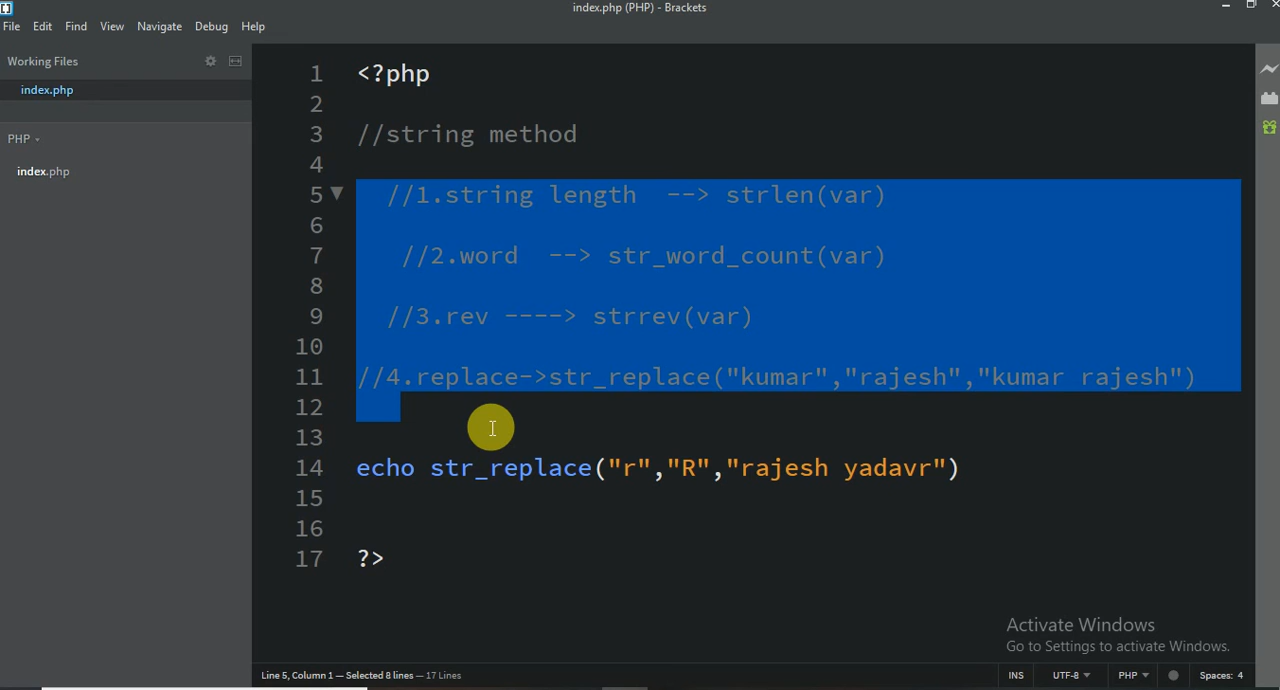 index.php (PHP) - Brackets
File Edit Find View Navigate Debug Help
Working Files
index.php
PHP
index.php
1 <?php
2
3 //string method
4
5 //1.string length --> strlen(var)
6
7 //2.word --> str_word_count(var)
8
9 //3.rev ----> strrev(var)
10
11 //4.replace->str_replace("kumar","rajesh","kumar rajesh")
12
13
14 echo str_replace("r","R","rajesh yadavr")
15
16
17 ?>
Activate Windows
Go to Settings to activate Windows.
Line 5, Column 1 — Selected 8 lines — 17 Lines
INS UTF-8 PHP Spaces: 4